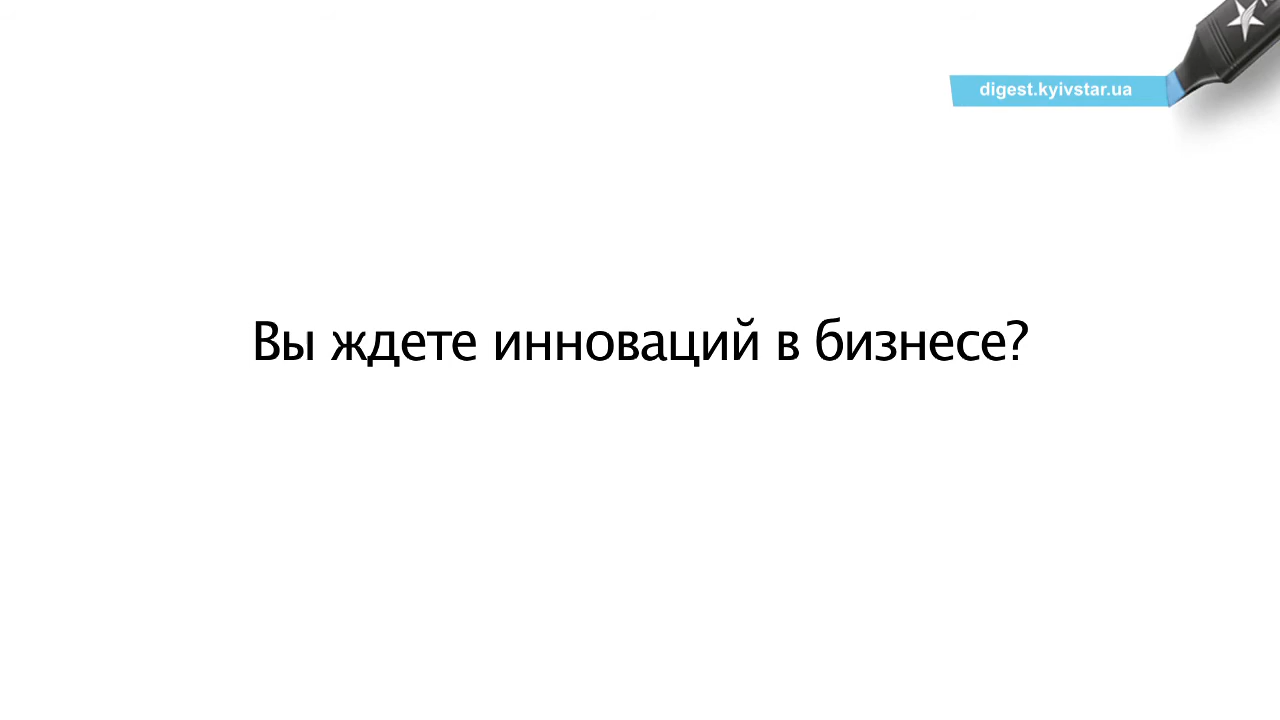 digest.kyivstar.ua
Вы ждете инноваций в бизнесе?